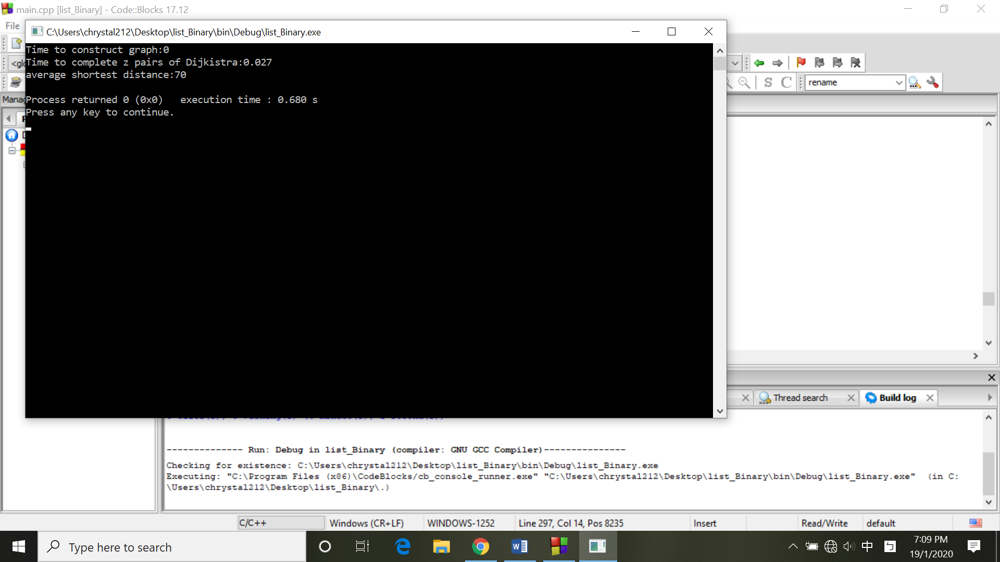 main.cpp [list_Binary] - Code::Blocks 17.12
File
C:\Users\chrystal212\Desktop\list_Binary\bin\Debug\list_Binary.exe
Time to construct graph:0
Time to complete z pairs of Dijkistra:0.027
average shortest distance:70
Process returned 0 (0x0)   execution time : 0.680 s
Press any key to continue.
<glo
S C
rename
Manag
Thread search
Build log
-------------- Run: Debug in list_Binary (compiler: GNU GCC Compiler)---------------
Checking for existence: C:\Users\chrystal212\Desktop\list_Binary\bin\Debug\list_Binary.exe
Executing: "C:\Program Files (x86)\CodeBlocks/cb_console_runner.exe" "C:\Users\chrystal212\Desktop\list_Binary\bin\Debug\list_Binary.exe"  (in C:
\Users\chrystal212\Desktop\list_Binary\.)
C/C++
Windows (CR+LF)
WINDOWS-1252
Line 297, Col 14, Pos 8235
Insert
Read/Write
default
Type here to search
中
ㄅ
7:09 PM
19/1/2020